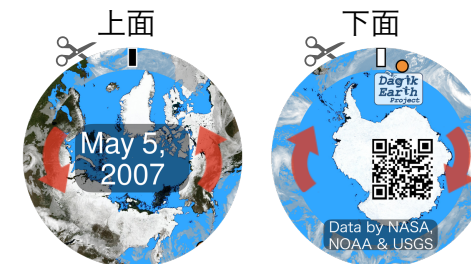 上面
下面
May 5,
2007
Dagik
Earth
Project
Data by NASA,
NOAA & USGS